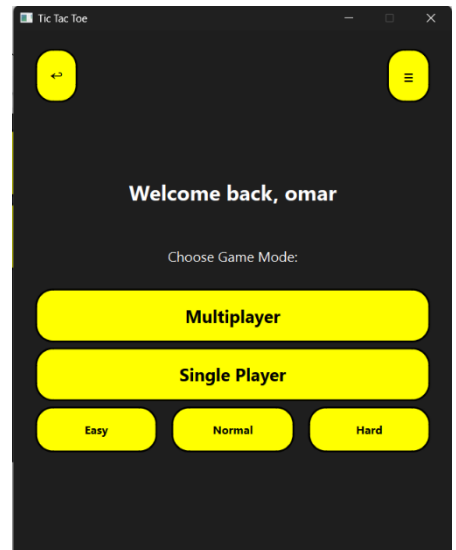 Tic Tac Toe
Welcome back, omar
Choose Game Mode:
Multiplayer
Single Player
Easy Normal Hard